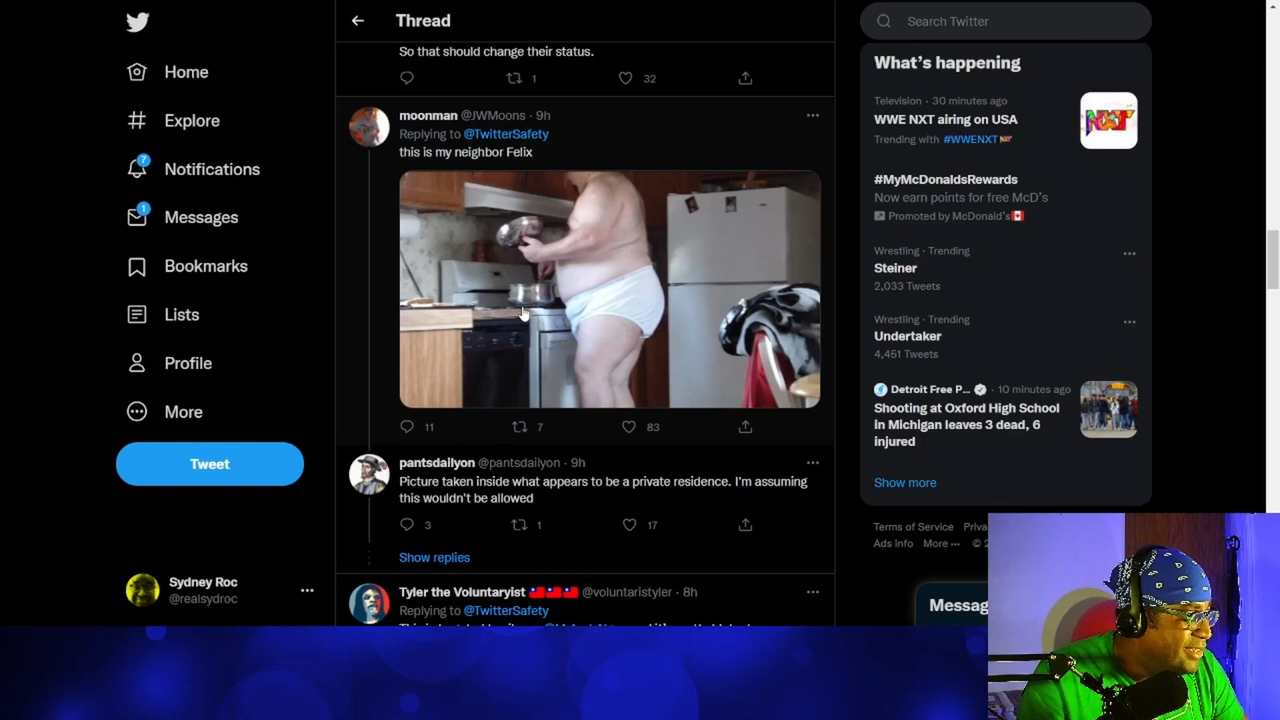 Home
Explore
7
Notifications
1
Messages
Bookmarks
Lists
Profile
More
Tweet
Sydney Roc
@realsydroc
Thread
So that should change their status.
1
32
moonman @JWMoons · 9h
Replying to @TwitterSafety
this is my neighbor Felix
11
7
83
pantsdailyon @pantsdailyon · 9h
Picture taken inside what appears to be a private residence. I'm assuming
this wouldn't be allowed
3
1
17
Show replies
Tyler the Voluntaryist @voluntaristyler · 8h
Replying to @TwitterSafety
Search Twitter
What's happening
Television · 30 minutes ago
WWE NXT airing on USA
Trending with #WWENXT
NXT
#MyMcDonaldsRewards
Now earn points for free McD's
Promoted by McDonald's
Wrestling · Trending
Steiner
2,033 Tweets
Wrestling · Trending
Undertaker
4,451 Tweets
Detroit Free P... · 10 minutes ago
Shooting at Oxford High School
in Michigan leaves 3 dead, 6
injured
Show more
Terms of Service
Ads info More ···